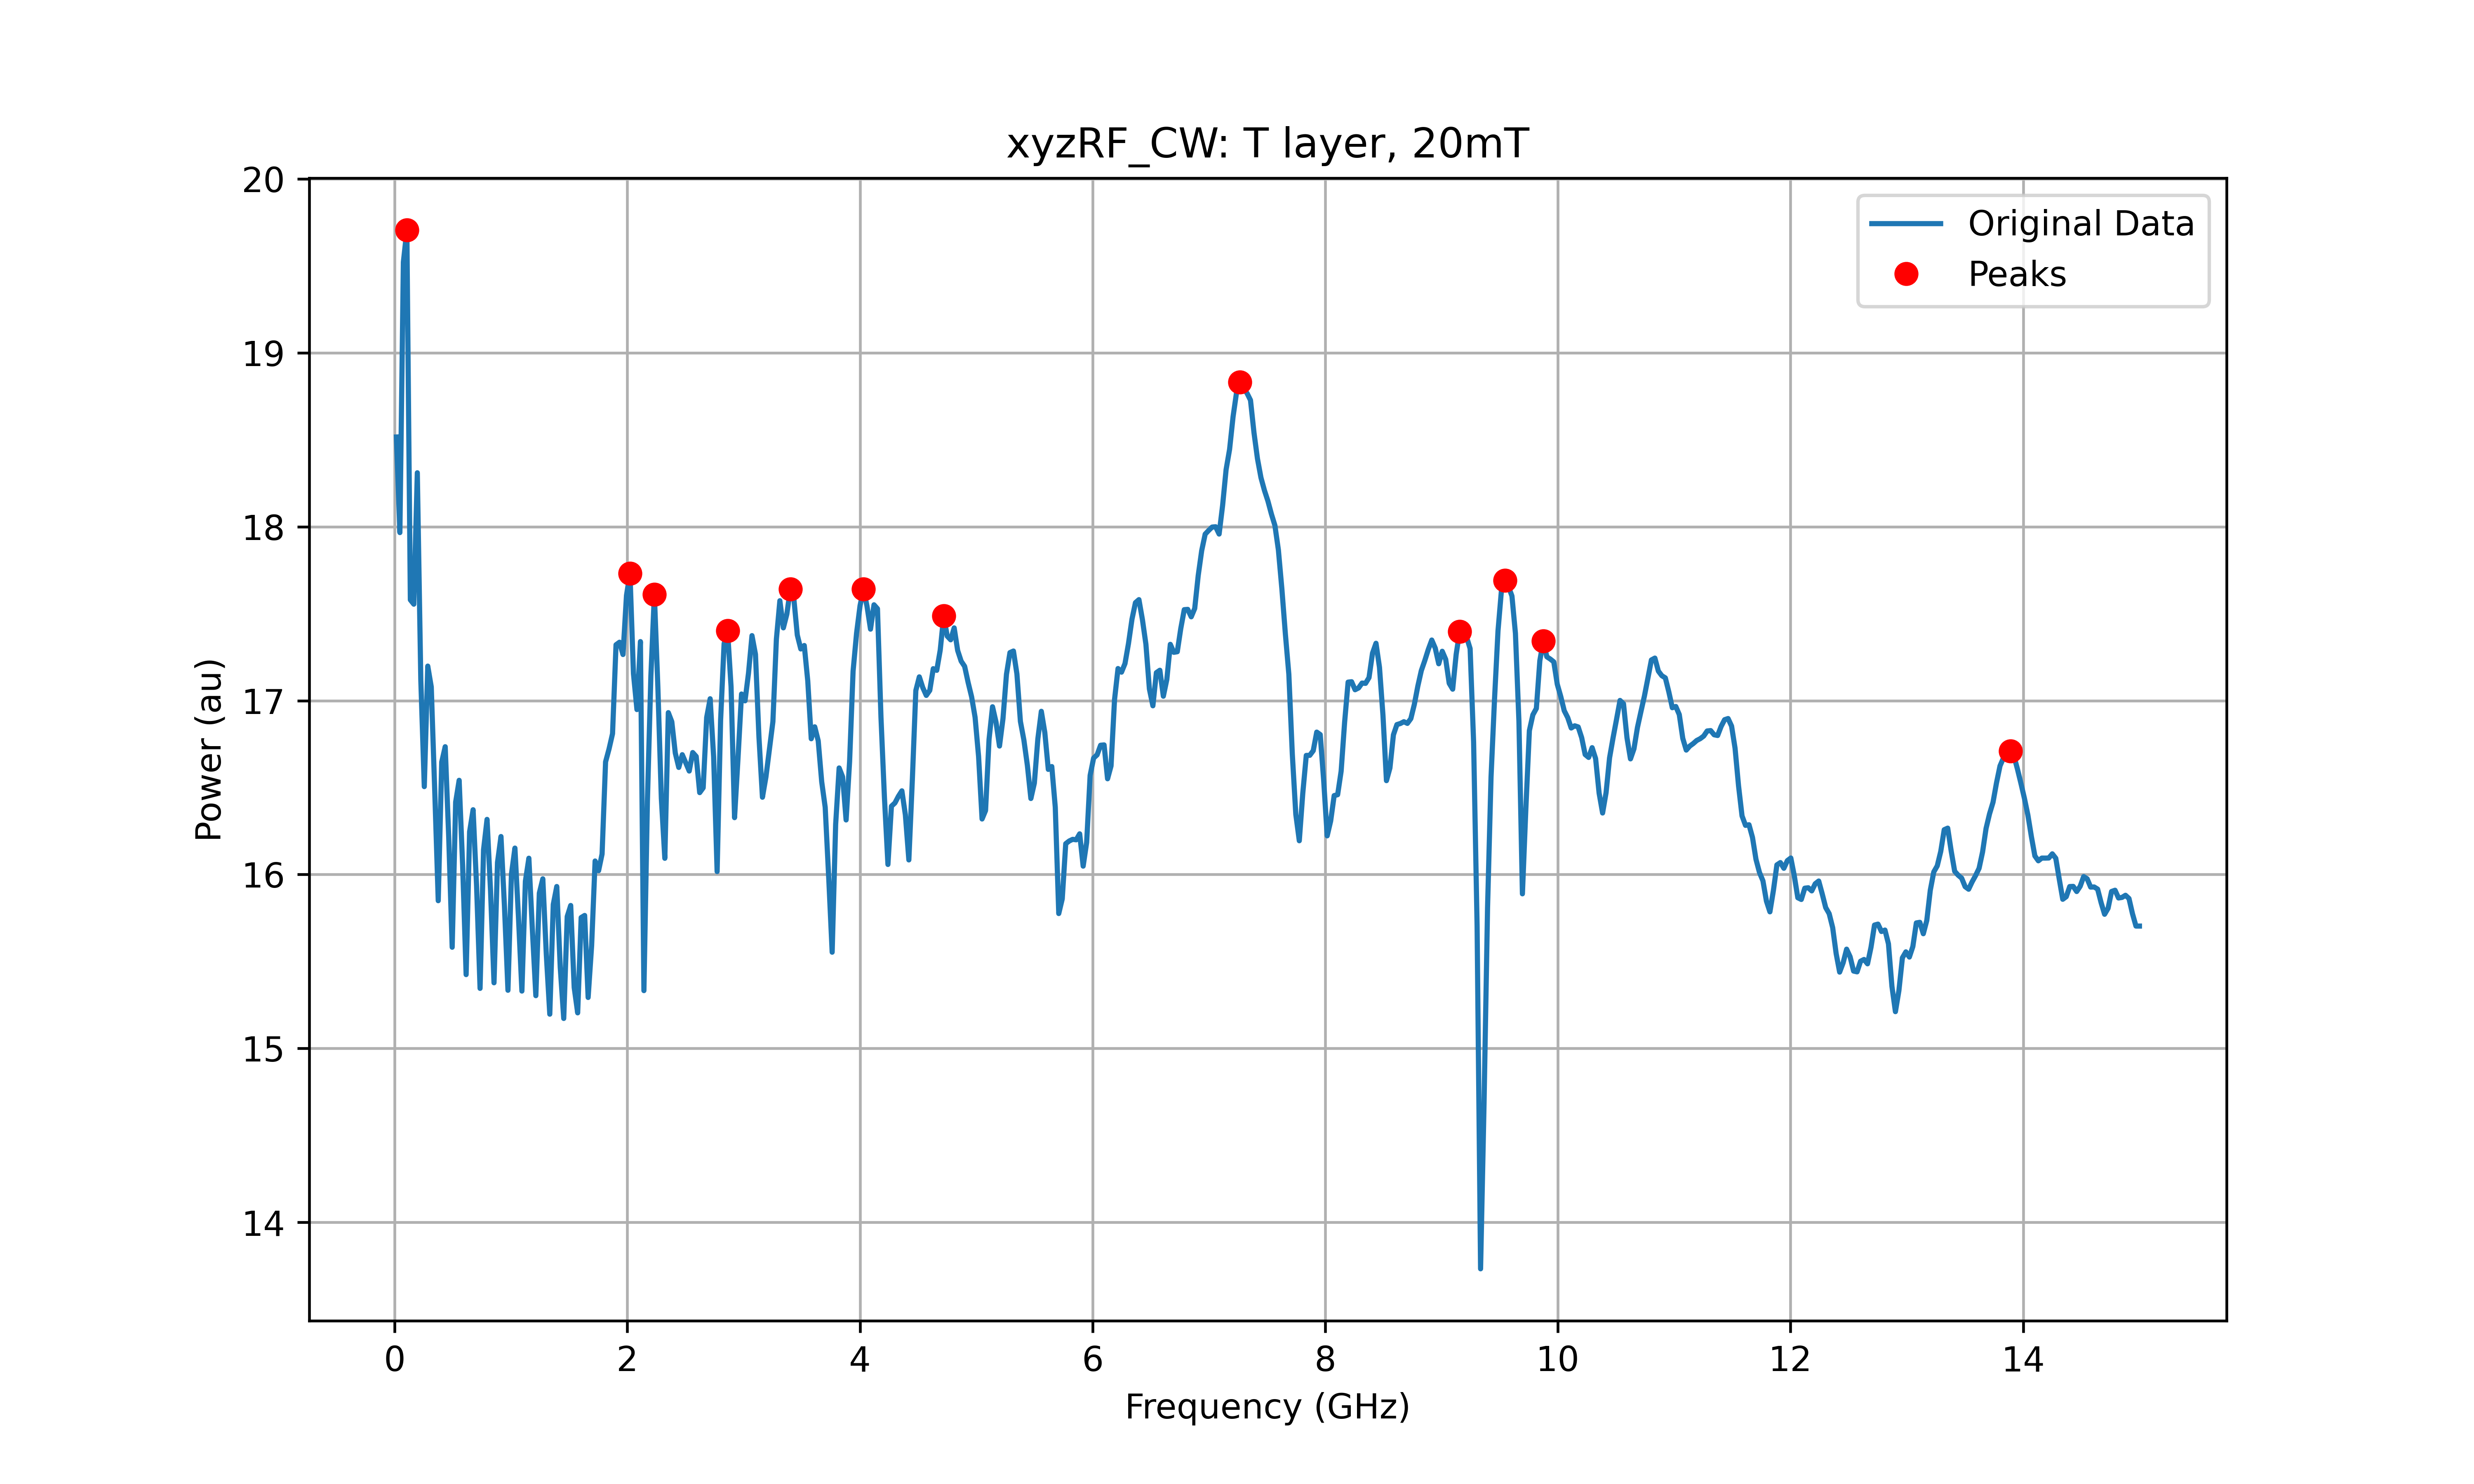 xyzRF_CW: T layer, 20mT
Original Data
Peaks
Power (au)
20
19
18
17
16
15
14
0 2 4 6 8 10 12 14
Frequency (GHz)